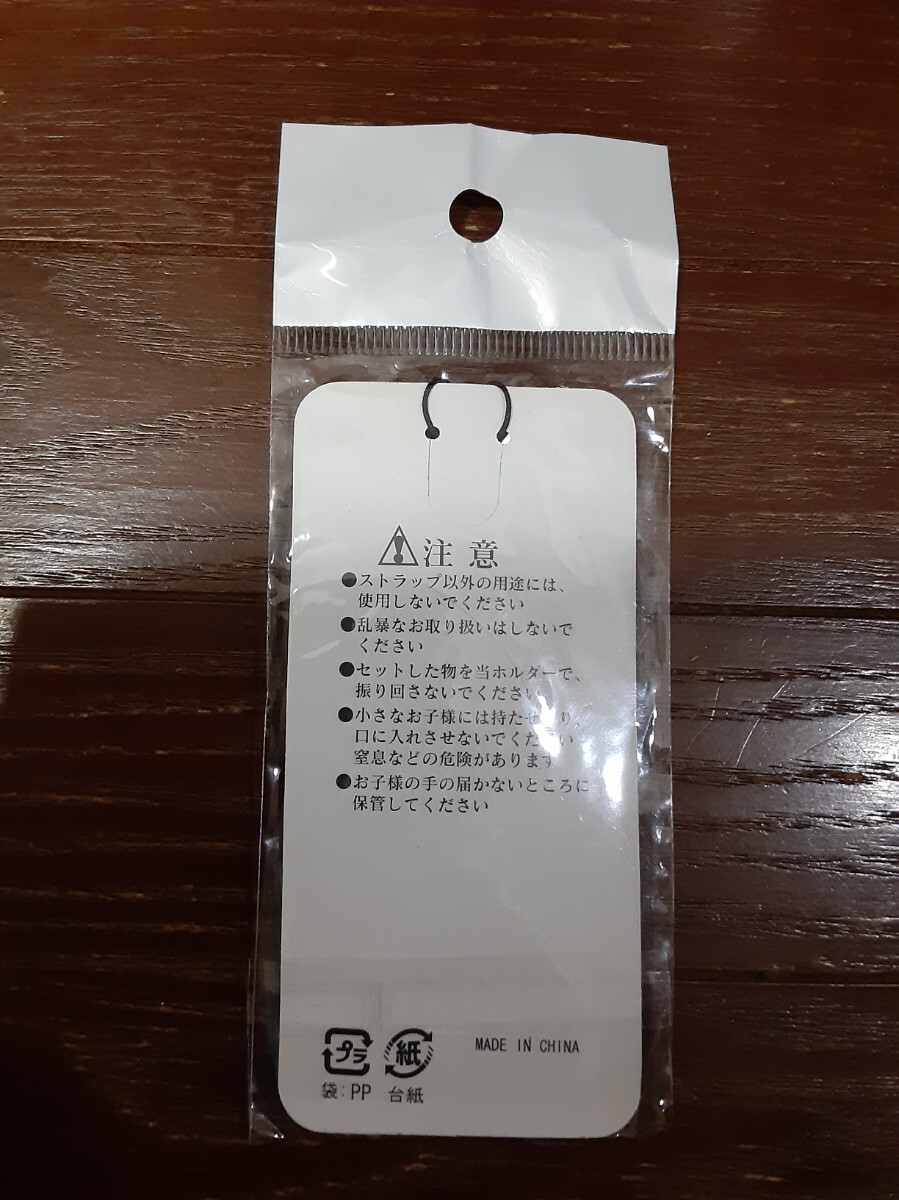 注意
●ストラップ以外の用途には、
使用しないでください
●乱暴なお取り扱いはしないで
ください
●セットした物を当ホルダーで、
振り回さないでください
●小さなお子様には持たせ り、
口に入れさせないでください
窒息などの危険があります
●お子様の手の届かないところに
保管してください
プラ 紙 MADE IN CHINA
袋:PP 台紙